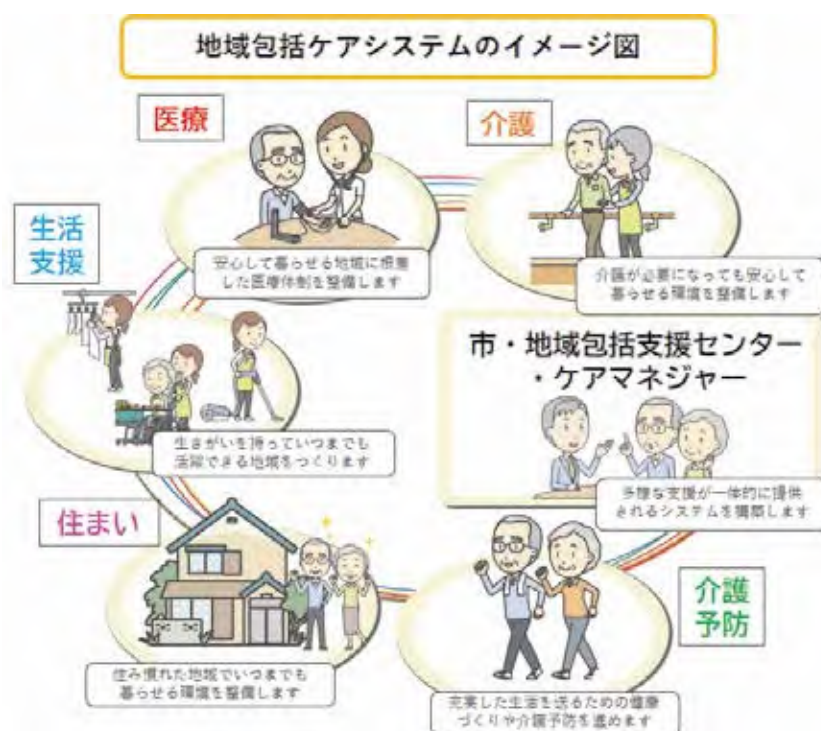 地域包括ケアシステムのイメージ図
医療
安心して暮らせる地域に根差
した医療体制を整備します
介護
介護が必要になっても安心して
暮らせる環境を整備します
生活
支援
生きがいを持っていつまでも
活躍できる地域をつくります
市・地域包括支援センター
・ケアマネジャー
多様な支援が一体的に提供
されるシステムを構築します
住まい
住み慣れた地域でいつまでも
暮らせる環境を整備します
介護
予防
充実した生活を送るための健康
づくりや介護予防を進めます